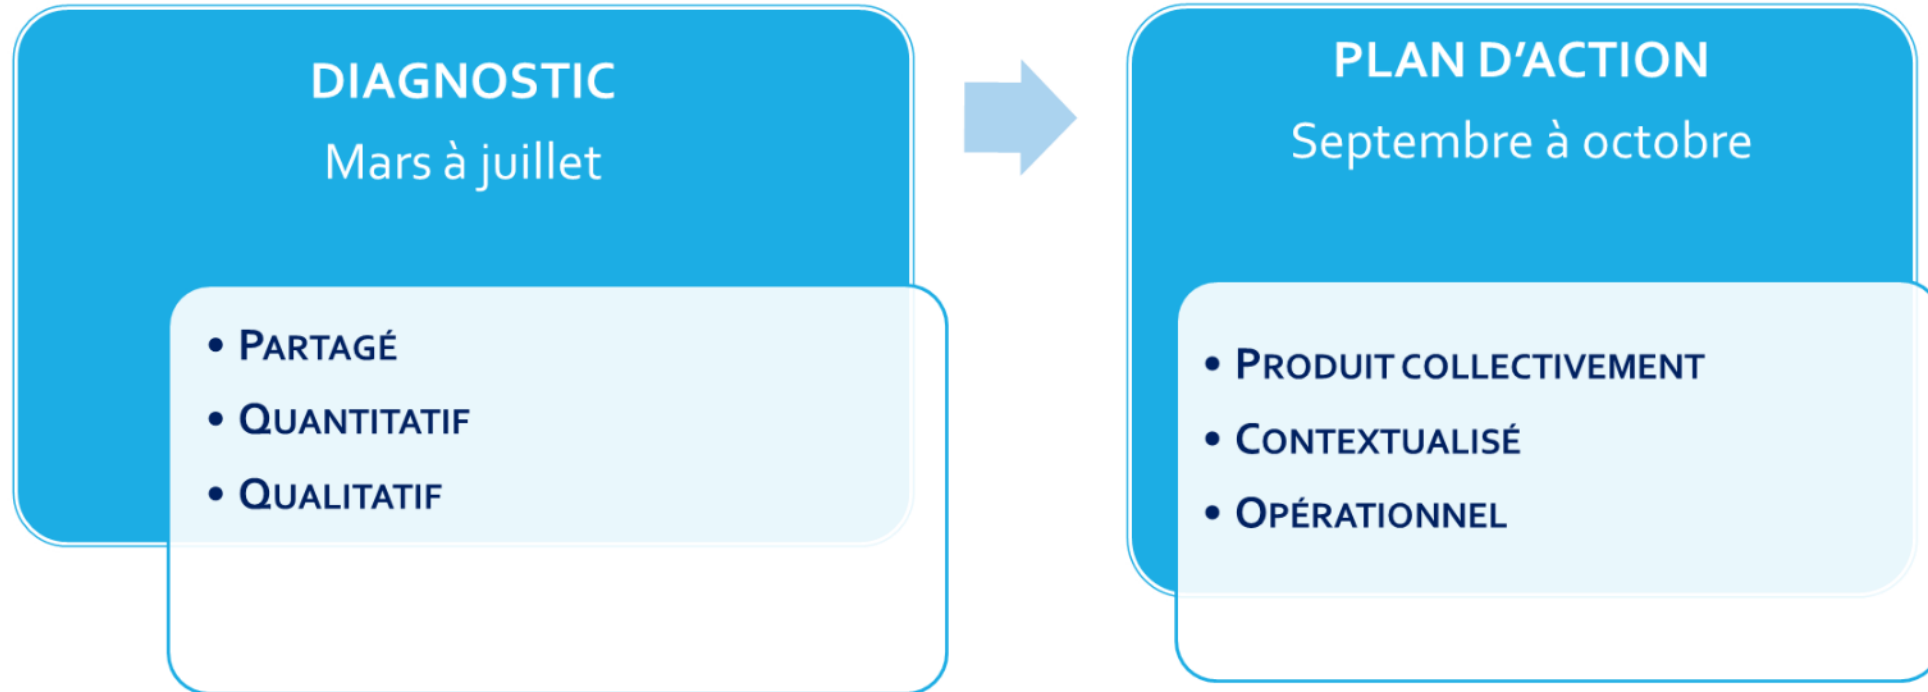 DIAGNOSTIC
Mars à juillet
• PARTAGÉ
• QUANTITATIF
• QUALITATIF
PLAN D’ACTION
Septembre à octobre
• PRODUIT COLLECTIVEMENT
• CONTEXTUALISÉ
• OPÉRATIONNEL